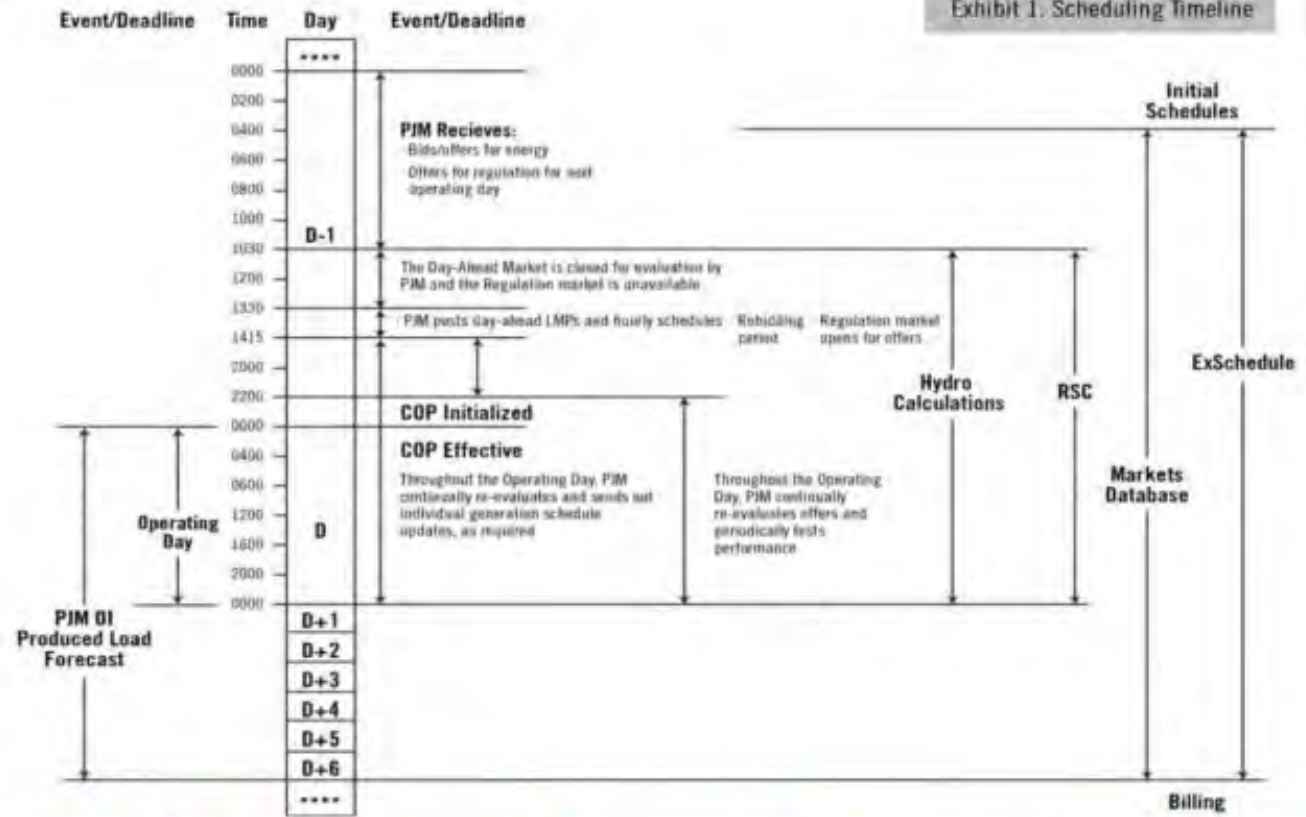 Exhibit 1. Scheduling Timeline
Event/Deadline Time Day Event/Deadline
----
0000
0200
0400
0600
0800
1000
1030
1200
1330
1415
2000
2200
0000
0400
0600
1200
1600
2000
0000
D-1
D
D+1
D+2
D+3
D+4
D+5
D+6
----
PJM Recieves:
Bids/offers for energy
Offers for regulation for next
operating day
The Day-Ahead Market is closed for evaluation by
PJM and the Regulation market is unavailable
PJM posts day-ahead LMPs and hourly schedules
Rebidding
period
Regulation market
opens for offers
COP Initialized
COP Effective
Throughout the Operating Day, PJM
continually re-evaluates and sends out
individual generation schedule
updates, as required
Throughout the Operating
Day, PJM continually
re-evaluates offers and
periodically tests
performance
Operating
Day
PJM OI
Produced Load
Forecast
Hydro
Calculations
RSC
Initial
Schedules
Markets
Database
ExSchedule
Billing